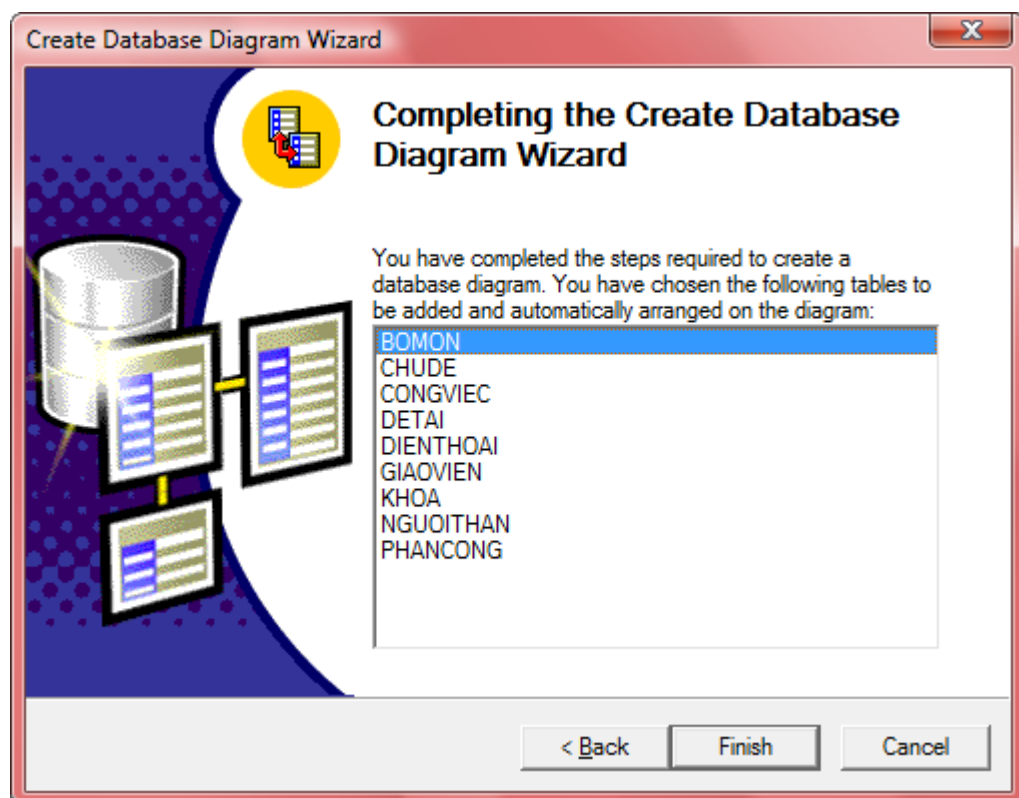 Create Database Diagram Wizard
Completing the Create Database
Diagram Wizard
You have completed the steps required to create a
database diagram. You have chosen the following tables to
be added and automatically arranged on the diagram:
BOMON
CHUDE
CONGVIEC
DETAI
DIENTHOAI
GIAOVIEN
KHOA
NGUOITHAN
PHANCONG
< Back
Finish
Cancel